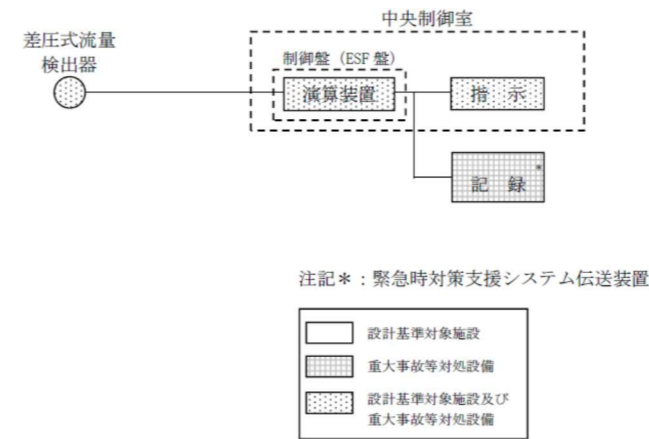 中央制御室
差圧式流量
検出器
制御盤（ESF 盤）
演算装置
指　示
記　録
*
注記＊：緊急時対策支援システム伝送装置
設計基準対象施設
重大事故等対処設備
設計基準対象施設及び
重大事故等対処設備